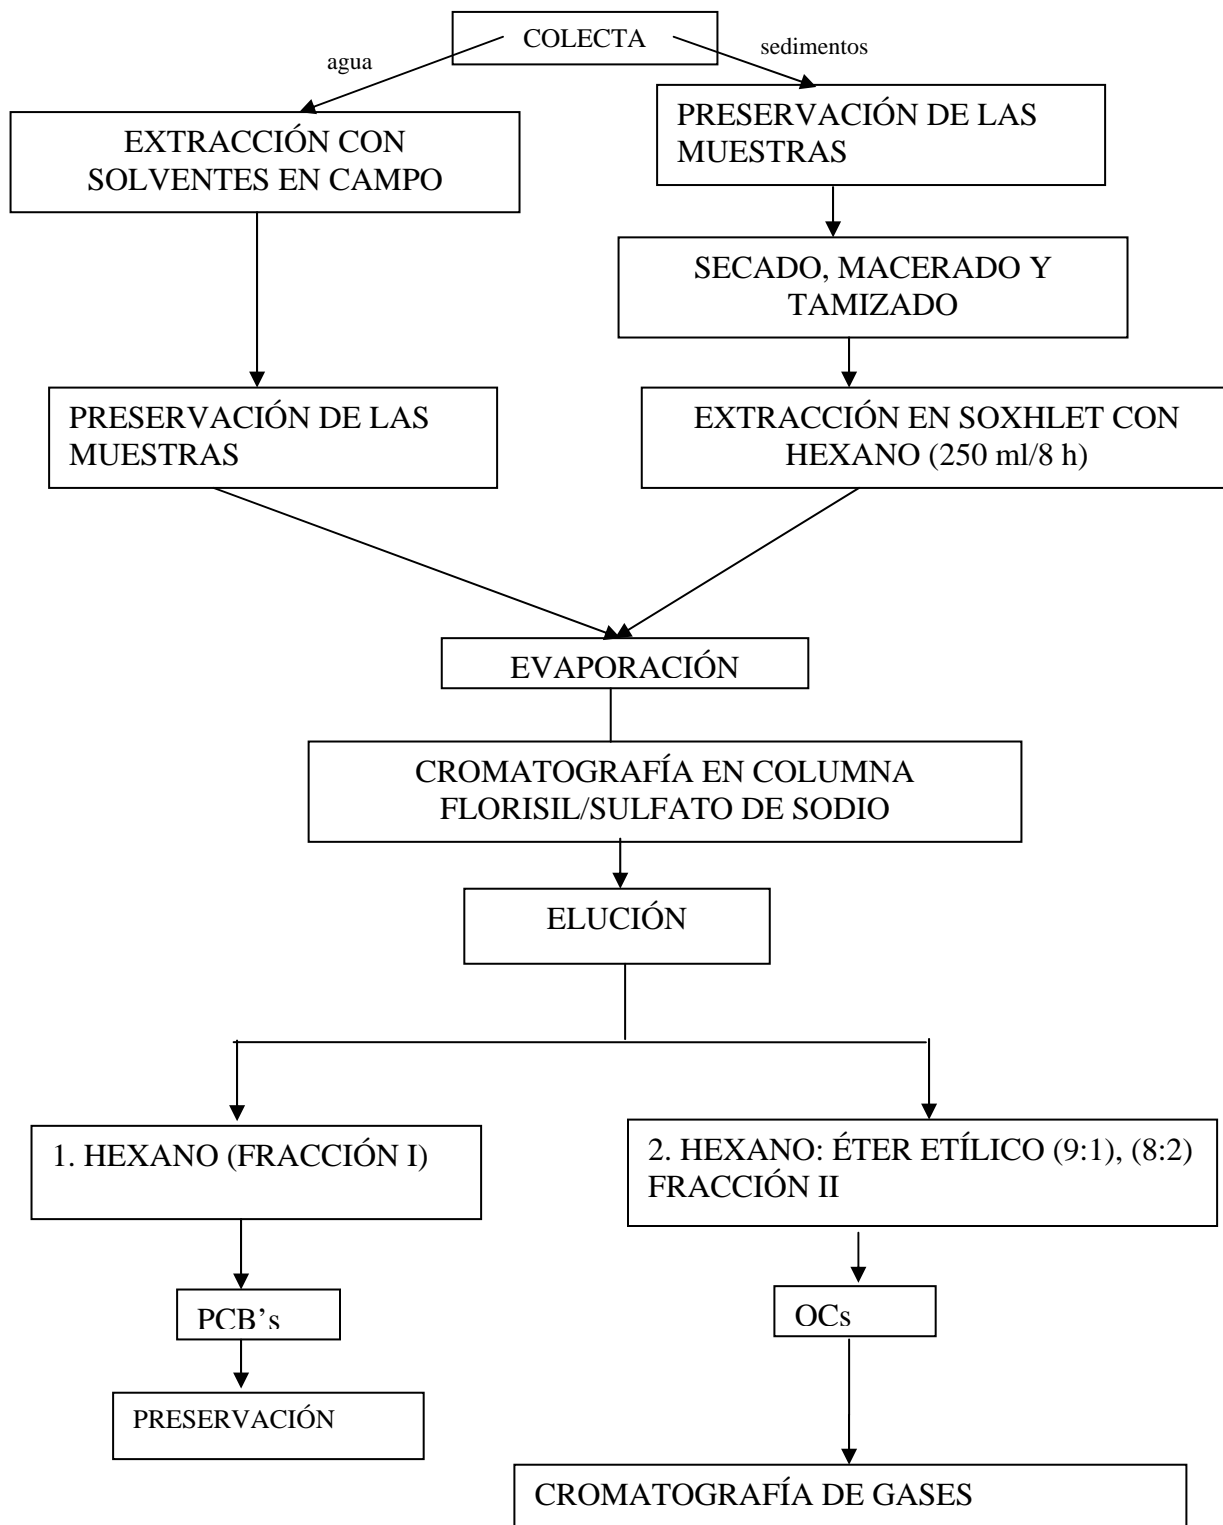 COLECTA
agua
sedimentos
EXTRACCIÓN CON
SOLVENTES EN CAMPO
PRESERVACIÓN DE LAS
MUESTRAS
SECADO, MACERADO Y
TAMIZADO
PRESERVACIÓN DE LAS
MUESTRAS
EXTRACCIÓN EN SOXHLET CON
HEXANO (250 ml/8 h)
EVAPORACIÓN
CROMATOGRAFÍA EN COLUMNA
FLORISIL/SULFATO DE SODIO
ELUCIÓN
1. HEXANO (FRACCIÓN I)
2. HEXANO: ÉTER ETÍLICO (9:1), (8:2)
FRACCIÓN II
PCB’s
OCs
PRESERVACIÓN
CROMATOGRAFÍA DE GASES